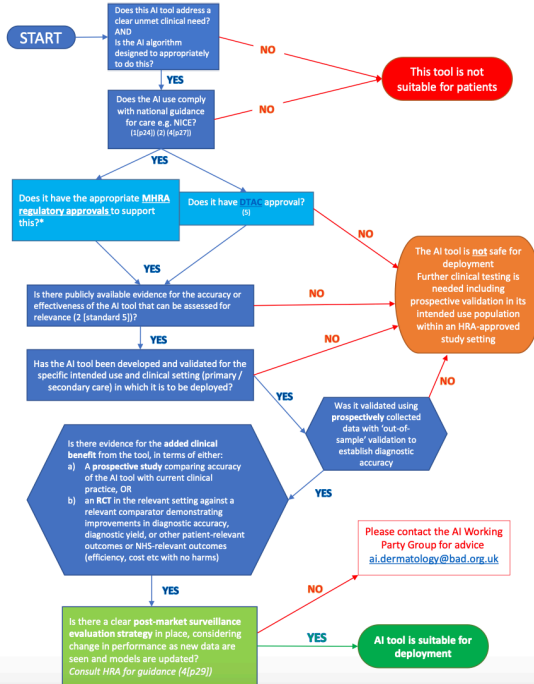 START
Does this AI tool address a
clear unmet clinical need?
AND
Is the AI algorithm
designed to appropriately
to do this?
NO
NO
This tool is not
suitable for patients
YES
Does the AI use comply
with national guidance
for care e.g. NICE?
(1[p24]) (2) (4[p27])
YES
Does it have the appropriate MHRA
regulatory approvals to support
this?*
Does it have DTAC approval?
(5)
NO
YES
YES
The AI tool is not safe for
deployment
Further clinical testing is
needed including
prospective validation in its
intended use population
within an HRA-approved
study setting
Is there publicly available evidence for the accuracy or
effectiveness of the AI tool that can be assessed for
relevance (2 [standard 5])?
NO
YES
Has the AI tool been developed and validated for the
specific intended use and clinical setting (primary /
secondary care) in which it is to be deployed?
NO
YES
NO
Was it validated using
prospectively collected
data with ‘out-of-
sample’ validation to
establish diagnostic
accuracy
YES
Is there evidence for the added clinical
benefit from the tool, in terms of either:
a) A prospective study comparing accuracy
of the AI tool with current clinical
practice, OR
b) an RCT in the relevant setting against a
relevant comparator demonstrating
improvements in diagnostic accuracy,
diagnostic yield, or other patient-relevant
outcomes or NHS-relevant outcomes
(efficiency, cost etc with no harms)
Please contact the AI Working
Party Group for advice
ai.dermatology@bad.org.uk
YES
NO
Is there a clear post-market surveillance
evaluation strategy in place, considering
change in performance as new data are
seen and models are updated?
Consult HRA for guidance (4[p29])
YES
AI tool is suitable for
deployment